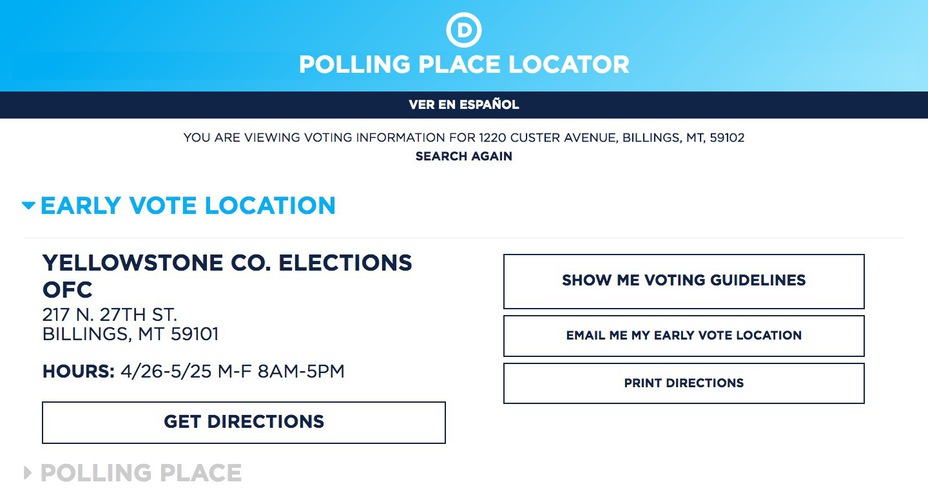 D
POLLING PLACE LOCATOR
VER EN ESPAÑOL
YOU ARE VIEWING VOTING INFORMATION FOR 1220 CUSTER AVENUE, BILLINGS, MT, 59102
SEARCH AGAIN
EARLY VOTE LOCATION
YELLOWSTONE CO. ELECTIONS
OFC
217 N. 27TH ST.
BILLINGS, MT 59101
HOURS: 4/26-5/25 M-F 8AM-5PM
GET DIRECTIONS
SHOW ME VOTING GUIDELINES
EMAIL ME MY EARLY VOTE LOCATION
PRINT DIRECTIONS
POLLING PLACE